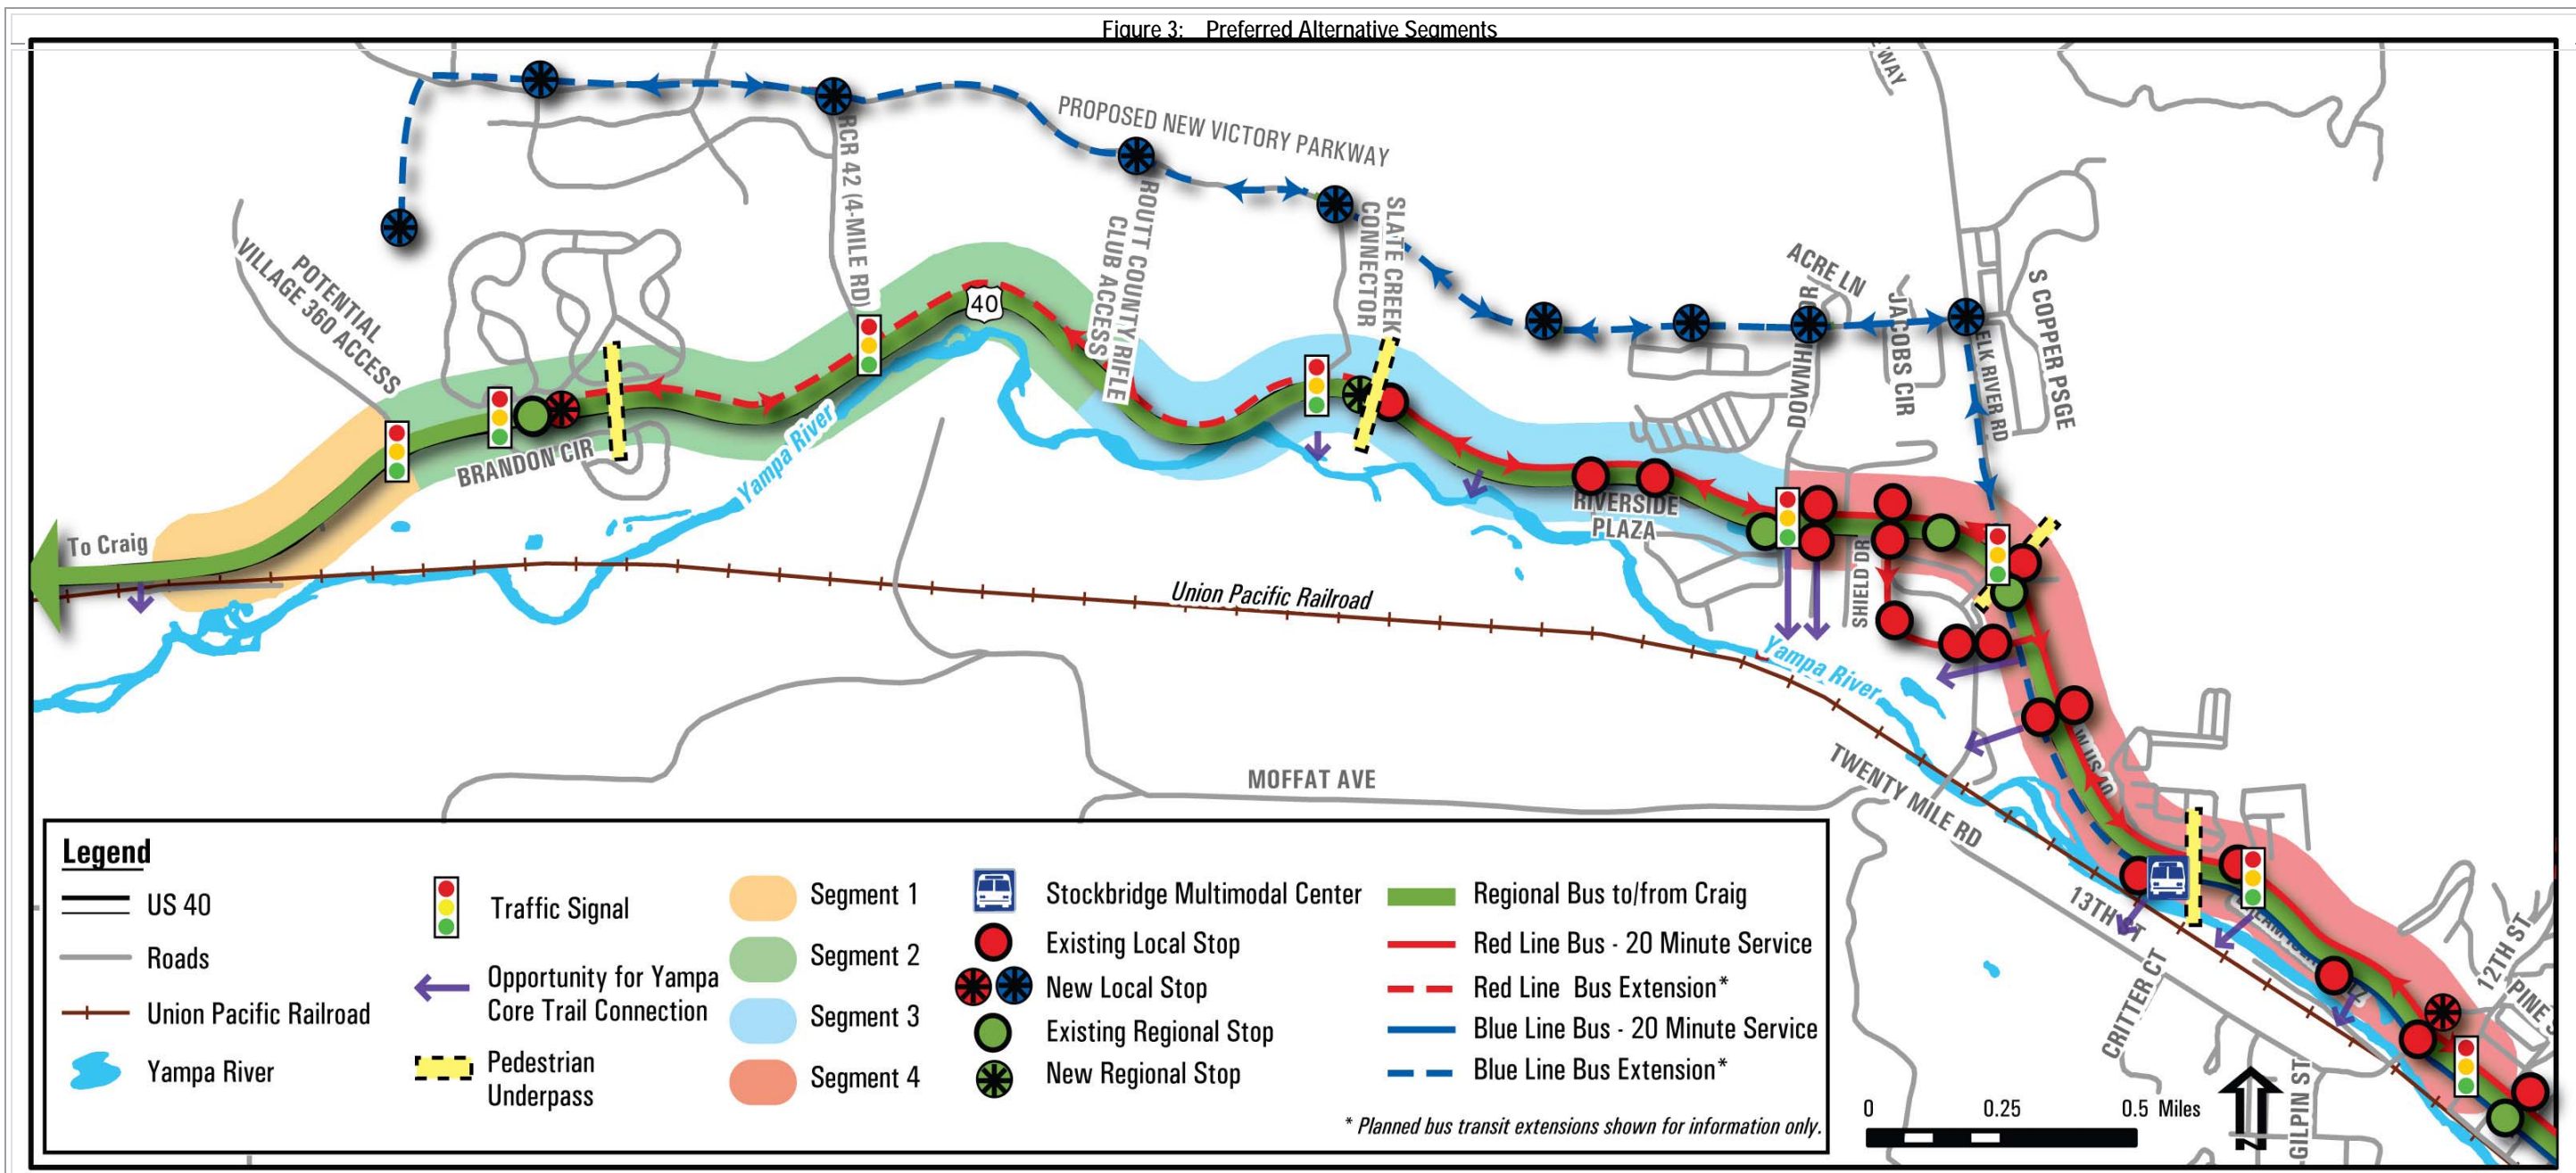 Figure 3: Preferred Alternative Segments
WAY
PROPOSED NEW VICTORY PARKWAY
RCR 42 (4-MILE RD)
ROUTT COUNTY RIFLE
CLUB ACCESS
SLATE CREEK
CONNECTOR
POTENTIAL
VILLAGE 360 ACCESS
ACRE LN
JACOBS CIR
ELK RIVER RD
S COPPER PSGE
40
BRANDON CIR
Yampa River
RIVERSIDE
PLAZA
SHIELD DR
To Craig
Union Pacific Railroad
Yampa River
W US 40
MOFFAT AVE
TWENTY MILE RD
13TH ST
CRITTER CT
12TH ST
PINE S
GILPIN ST
Legend
US 40
Roads
Union Pacific Railroad
Yampa River
Traffic Signal
Opportunity for Yampa
Core Trail Connection
Pedestrian
Underpass
Segment 1
Segment 2
Segment 3
Segment 4
Stockbridge Multimodal Center
Existing Local Stop
New Local Stop
Existing Regional Stop
New Regional Stop
Regional Bus to/from Craig
Red Line Bus - 20 Minute Service
Red Line Bus Extension*
Blue Line Bus - 20 Minute Service
Blue Line Bus Extension*
* Planned bus transit extensions shown for information only.
0 0.25 0.5 Miles
N